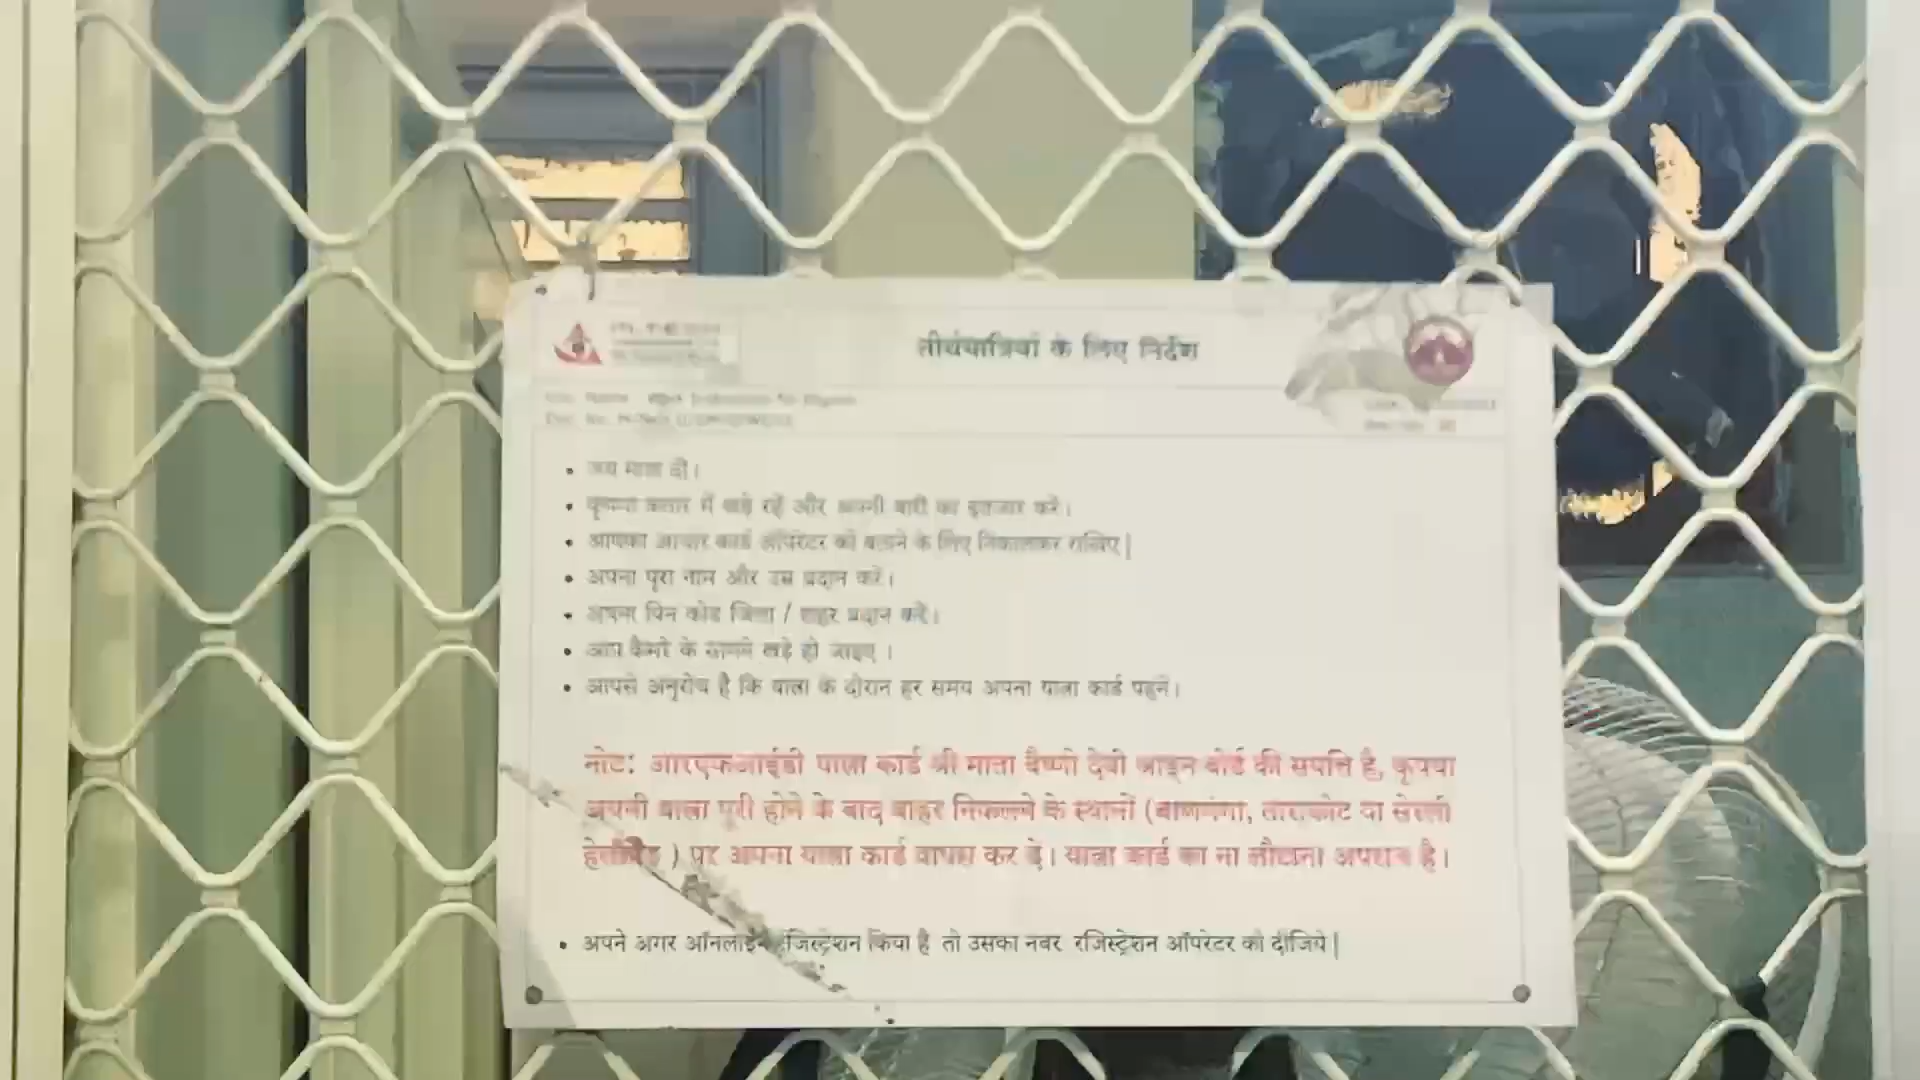 तीर्थयात्रियों के लिए निर्देश
• जय माता दी।
• कृपया कतार में खड़े रहें और अपनी बारी का इंतजार करें।
• आपका आधार कार्ड ऑपरेटर को बताने के लिए निकालकर राखिए|
• अपना पूरा नाम और उम्र प्रदान करें।
• अपना पिन कोड जिला / शहर प्रदान करें।
• आप कैमरे के सामने खड़े हो जाइए ।
• आपसे अनुरोध है कि यात्रा के दौरान हर समय अपना यात्रा कार्ड पहनें।
नोट: आरएफआईडी यात्रा कार्ड श्री माता वैष्णो देवी श्राइन बोर्ड की संपत्ति है, कृपया
अपनी यात्रा पूरी होने के बाद बाहर निकलने के स्थानों (बाणगंगा, ताराकोट या सेरली
) पर अपना यात्रा कार्ड वापस कर दें। यात्रा कार्ड का ना लौटाना अपराध है।
• अपने अगर ऑनलाईन रजिस्ट्रेशन किया है तो उसका नंबर रजिस्ट्रेशन ऑपरेटर को दीजिये|